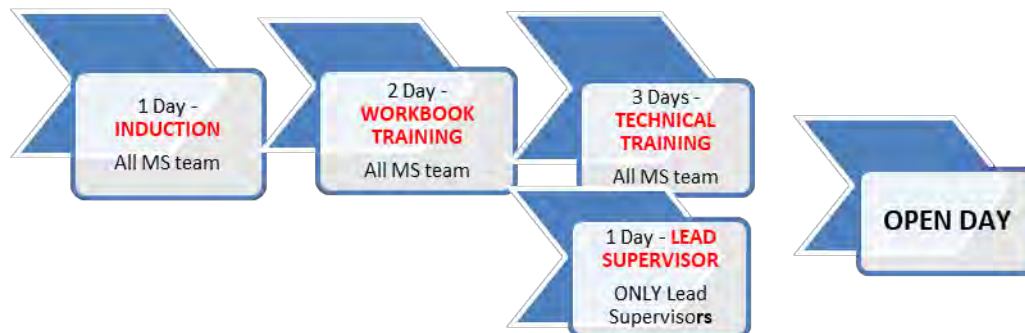 1 Day -
INDUCTION
All MS team
2 Day -
WORKBOOK
TRAINING
All MS team
3 Days -
TECHNICAL
TRAINING
All MS team
1 Day - LEAD
SUPERVISOR
ONLY Lead
Supervisors
OPEN DAY